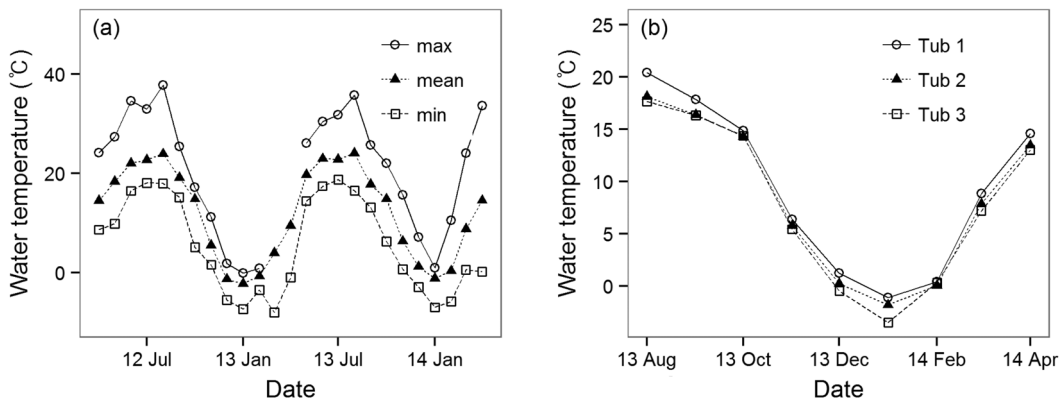 (a)
max
mean
min
Water temperature (℃)
40
20
0
12 Jul
13 Jan
13 Jul
14 Jan
Date
(b)
Tub 1
Tub 2
Tub 3
Water temperature (℃)
25
20
15
10
5
0
13 Aug
13 Oct
13 Dec
14 Feb
14 Apr
Date